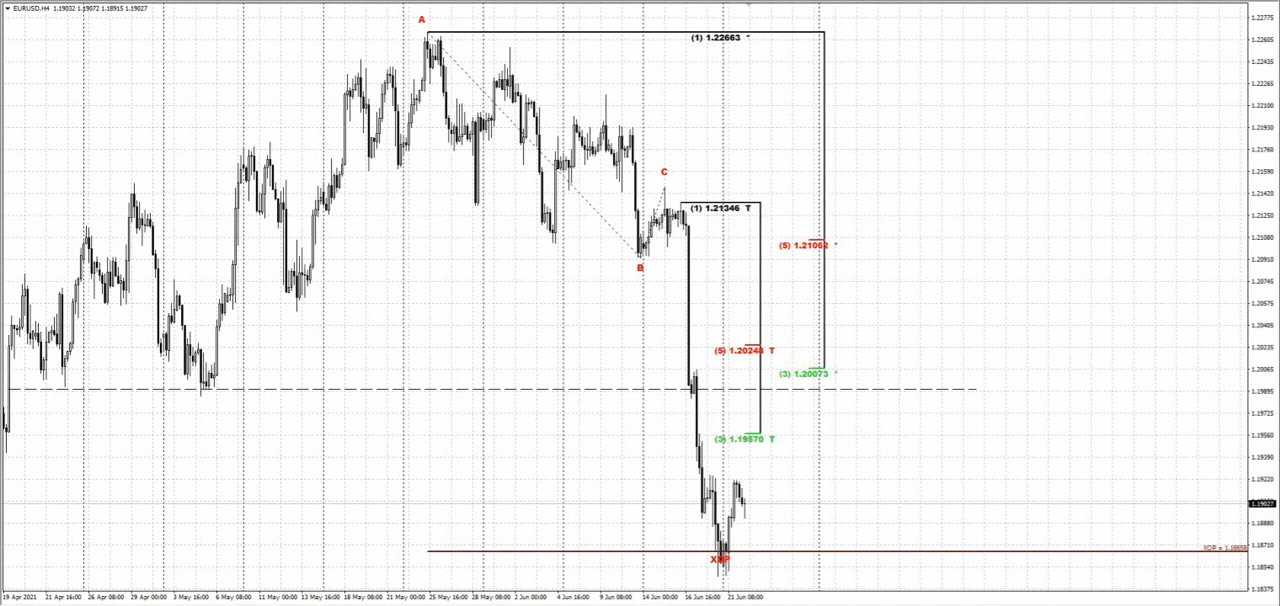 EURUSD,H4 1.19032 1.19072 1.18915 1.19027
A
(1) 1.22663 *
C
(1) 1.21346 T
B
(5) 1.21062 *
(5) 1.20248 T
(3) 1.20073 *
(3) 1.19570 T
XOP
XOP = 1.18658
1.22775
1.22605
1.22435
1.22265
1.22100
1.21930
1.21760
1.21590
1.21420
1.21250
1.21080
1.20910
1.20745
1.20575
1.20405
1.20235
1.20065
1.19895
1.19725
1.19560
1.19390
1.19220
1.19027
1.18880
1.18710
1.18540
1.18375
19 Apr 2021 21 Apr 16:00 26 Apr 08:00 29 Apr 00:00 3 May 16:00 6 May 08:00 11 May 00:00 13 May 16:00 18 May 08:00 21 May 00:00 25 May 16:00 28 May 08:00 2 Jun 00:00 4 Jun 16:00 9 Jun 08:00 14 Jun 00:00 16 Jun 16:00 21 Jun 08:00